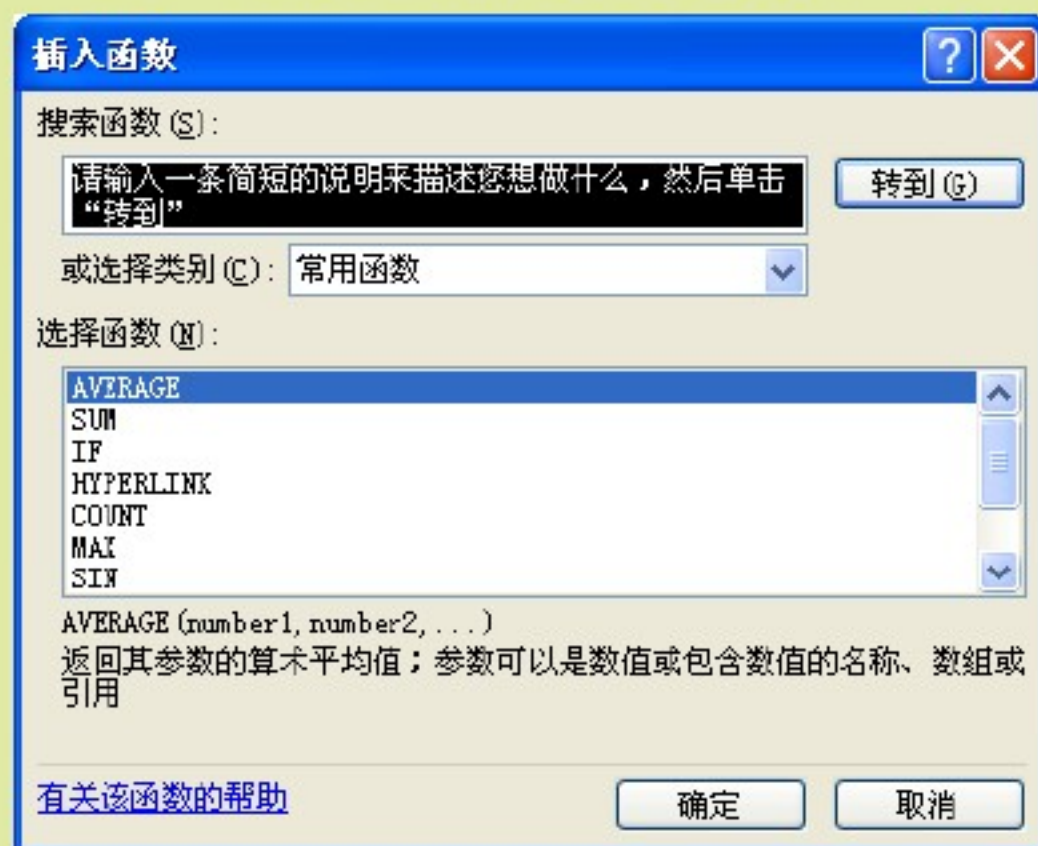 插入函数
搜索函数(S):
请输入一条简短的说明来描述您想做什么，然后单击
“转到”
转到(G)
或选择类别(C): 常用函数
选择函数(N):
AVERAGE
SUM
IF
HYPERLINK
COUNT
MAX
SIN
AVERAGE(number1,number2,...)
返回其参数的算术平均值；参数可以是数值或包含数值的名称、数组或
引用
有关该函数的帮助
确定
取消